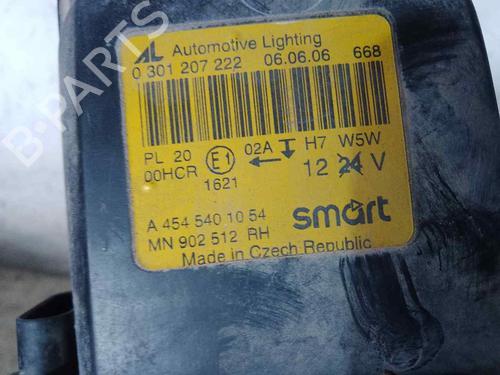 AL Automotive Lighting
0 301 207 222 06.06.06 668
PL 20 E1 02A H7 W5W
00HCR 12 24 V
1621
A 454 540 10 54 smart
MN 902 512 RH
Made in Czech Republic
B-PARTS